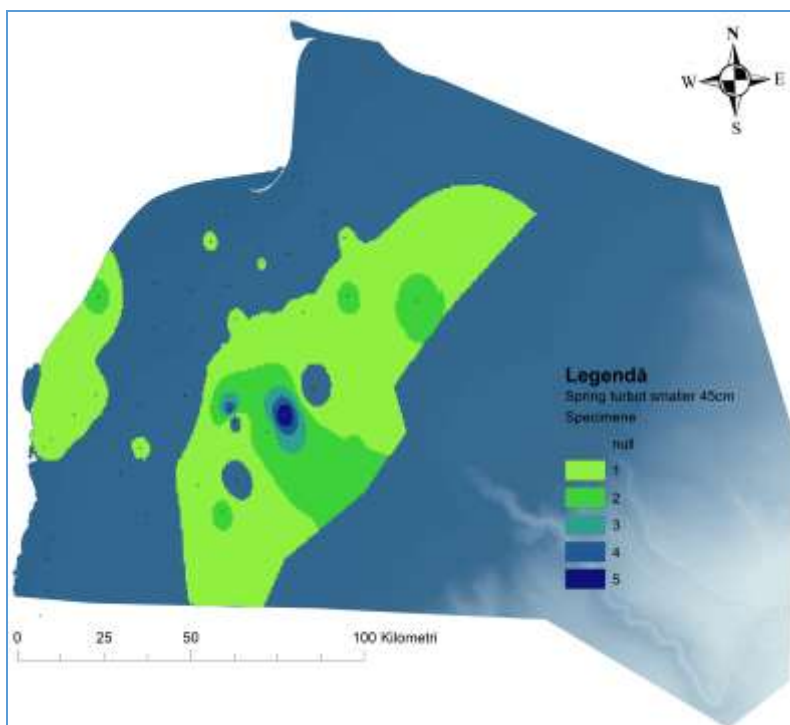 N
W E
S
Legendă
Spring turbot smaller 45cm
Specimene
null
1
2
3
4
5
0 25 50 100 Kilometri